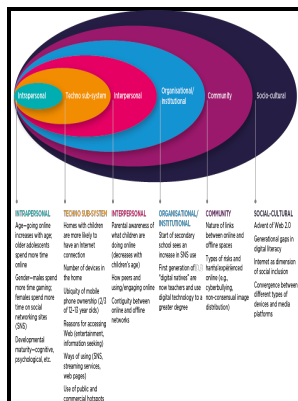 Intrapersonal
Techno sub-system
Interpersonal
Organisational/
institutional
Community
Socio-cultural
INTRAPERSONAL
Age—going online
increases with age;
older adolescents
spend more time
online
Gender—males spend
more time gaming;
females spend more
time on social
networking sites
(SNS)
Developmental
maturity—cognitive,
psychological, etc.
TECHNO SUB-SYSTEM
Homes with children
are more likely to
have an Internet
connection
Number of devices in
the home
Ubiquity of mobile
phone ownership (2/3
of 12–13 year olds)
Reasons for accessing
Web (entertainment,
information seeking)
Ways of using (SNS,
streaming services,
web pages)
Use of public and
commercial hotspots
INTERPERSONAL
Parental awareness of
what children are
doing online
(decreases with
children's age)
How peers are
using/engaging online
Contiguity between
online and offline
networks
ORGANISATIONAL/
INSTITUTIONAL
Start of secondary
school sees an
increase in SNS use
First generation of
"digital natives" are
now teachers and use
digital technology to a
greater degree
COMMUNITY
Nature of links
between online and
offline spaces
Types of risks and
harms experienced
online (e.g.,
cyberbullying,
non-consensual image
distribution)
SOCIAL-CULTURAL
Advent of Web 2.0
Generational gaps in
digital literacy
Internet as dimension
of social inclusion
Convergence between
different types of
devices and media
platforms